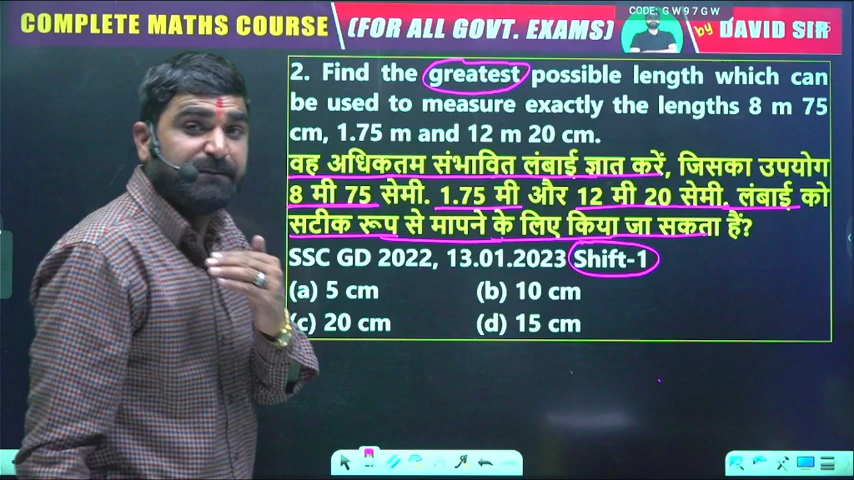 COMPLETE MATHS COURSE (FOR ALL GOVT. EXAMS) by DAVID SIR
CODE: GW97GW
2. Find the greatest possible length which can
be used to measure exactly the lengths 8 m 75
cm, 1.75 m and 12 m 20 cm.
वह अधिकतम संभावित लंबाई ज्ञात करें, जिसका उपयोग
8 मी 75 सेमी. 1.75 मी और 12 मी 20 सेमी. लंबाई को
सटीक रूप से मापने के लिए किया जा सकता हैं?
SSC GD 2022, 13.01.2023 Shift-1
(a) 5 cm (b) 10 cm
(c) 20 cm (d) 15 cm